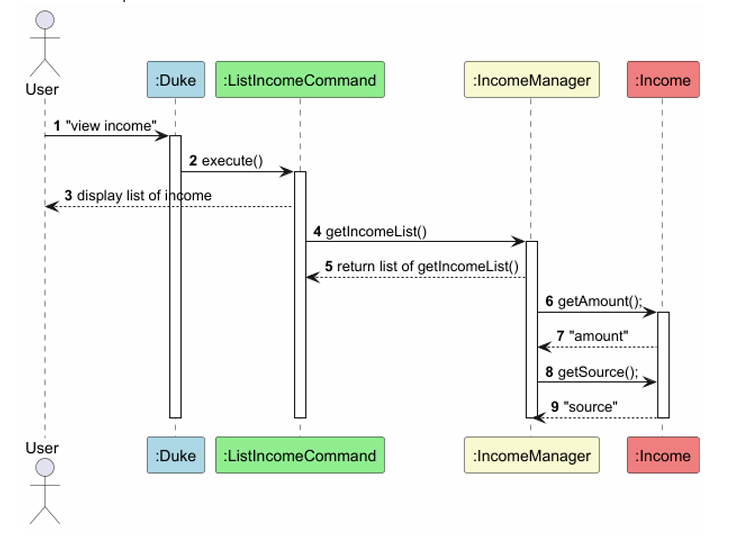 User
:Duke
:ListIncomeCommand
:IncomeManager
:Income
1 "view income"
2 execute()
3 display list of income
4 getIncomeList()
5 return list of getIncomeList()
6 getAmount();
7 "amount"
8 getSource();
9 "source"
User
:Duke
:ListIncomeCommand
:IncomeManager
:Income